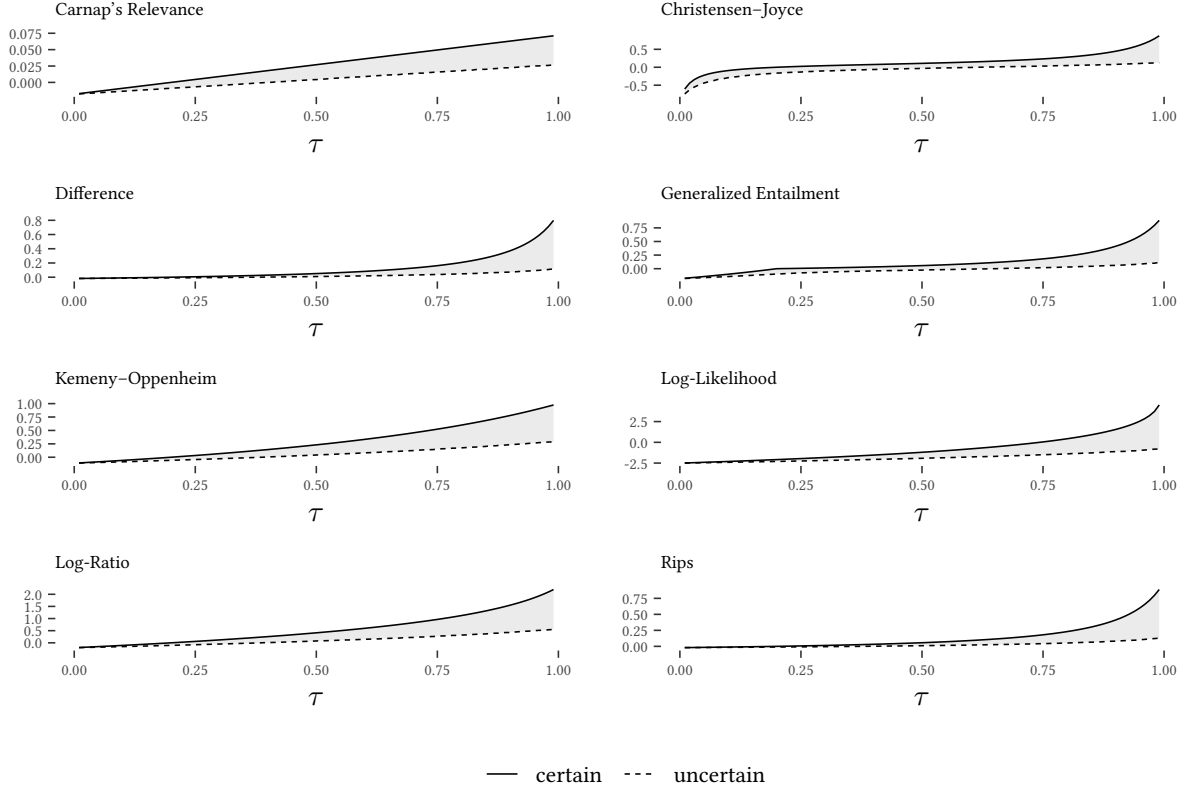 Carnap's Relevance
0.075
0.050
0.025
0.000
0.00 0.25 0.50 0.75 1.00
τ
Christensen–Joyce
0.5
0.0
-0.5
0.00 0.25 0.50 0.75 1.00
τ
Difference
0.8
0.6
0.4
0.2
0.0
0.00 0.25 0.50 0.75 1.00
τ
Generalized Entailment
0.75
0.50
0.25
0.00
0.00 0.25 0.50 0.75 1.00
τ
Kemeny–Oppenheim
1.00
0.75
0.50
0.25
0.00
0.00 0.25 0.50 0.75 1.00
τ
Log-Likelihood
2.5
0.0
-2.5
0.00 0.25 0.50 0.75 1.00
τ
Log-Ratio
2.0
1.5
1.0
0.5
0.0
0.00 0.25 0.50 0.75 1.00
τ
Rips
0.75
0.50
0.25
0.00
0.00 0.25 0.50 0.75 1.00
τ
certain uncertain